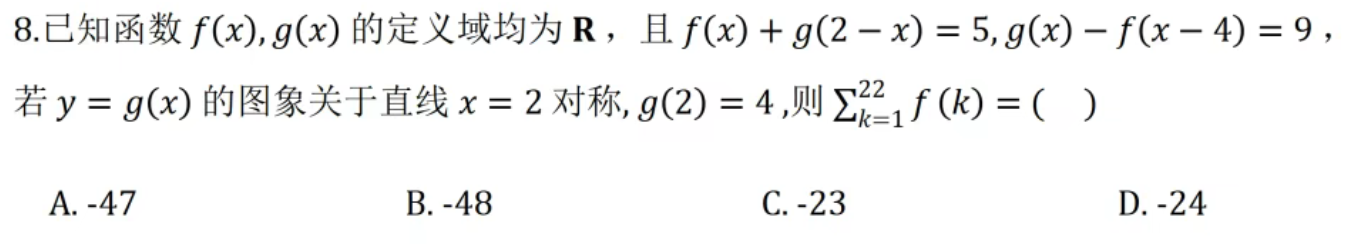 8.已知函数 f(x), g(x) 的定义域均为 R ，且 f(x) + g(2 − x) = 5, g(x) − f(x − 4) = 9 ，
若 y = g(x) 的图象关于直线 x = 2 对称, g(2) = 4 ,则 ∑_{k=1}^{22} f (k) = ( )
A. -47 B. -48 C. -23 D. -24